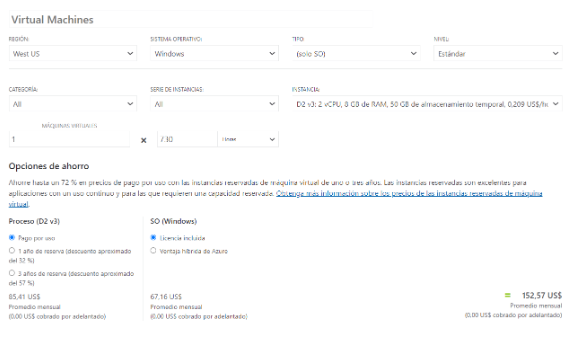 Virtual Machines
REGIÓN: SISTEMA OPERATIVO: TIPO NIVEL:
West US Windows (solo SO) Estándar
CATEGORÍA: SERIE DE INSTANCIAS: INSTANCIA:
All All D2 v3: 2 vCPU, 8 GB de RAM, 50 GB de almacenamiento temporal, 0,209 US$/h
MÁQUINAS VIRTUALES
1 × 730
Opciones de ahorro
Ahorre hasta un 72 % en precios de pago por uso con las instancias reservadas de máquina virtual de uno o tres años. Las instancias reservadas son excelentes para
aplicaciones con un uso continuo y para las que requieren una capacidad reservada. Obtenga más información sobre los precios de las instancias reservadas de máquina
virtual.
Proceso (D2 v3) SO (Windows)
Pago por uso Licencia incluida
1 año de reserva (descuento aproximado Ventaja híbrida de Azure
del 32 %)
3 años de reserva (descuento aproximado
del 57 %)
85,41 US$ 67,16 US$ = 152,57 US$
Promedio mensual Promedio mensual Promedio mensual
(0,00 US$ cobrado por adelantado) (0,00 US$ cobrado por adelantado) (0,00 US$ cobrado por adelantado)